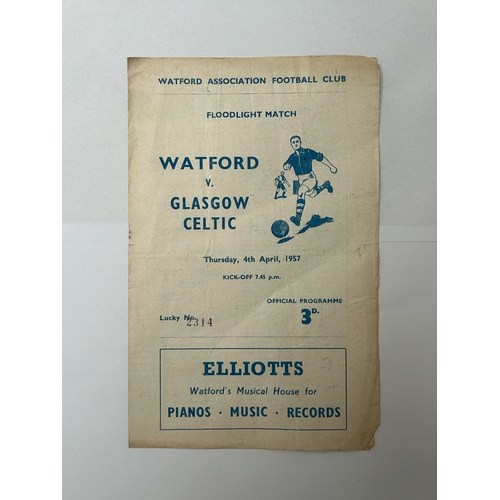 WATFORD ASSOCIATION FOOTBALL CLUB
FLOODLIGHT MATCH
WATFORD
V.
GLASGOW
CELTIC
Thursday, 4th April, 1957
KICK-OFF 7.45 p.m.
OFFICIAL PROGRAMME
3D.
Lucky No. 2314
ELLIOTTS
Watford's Musical House for
PIANOS · MUSIC · RECORDS